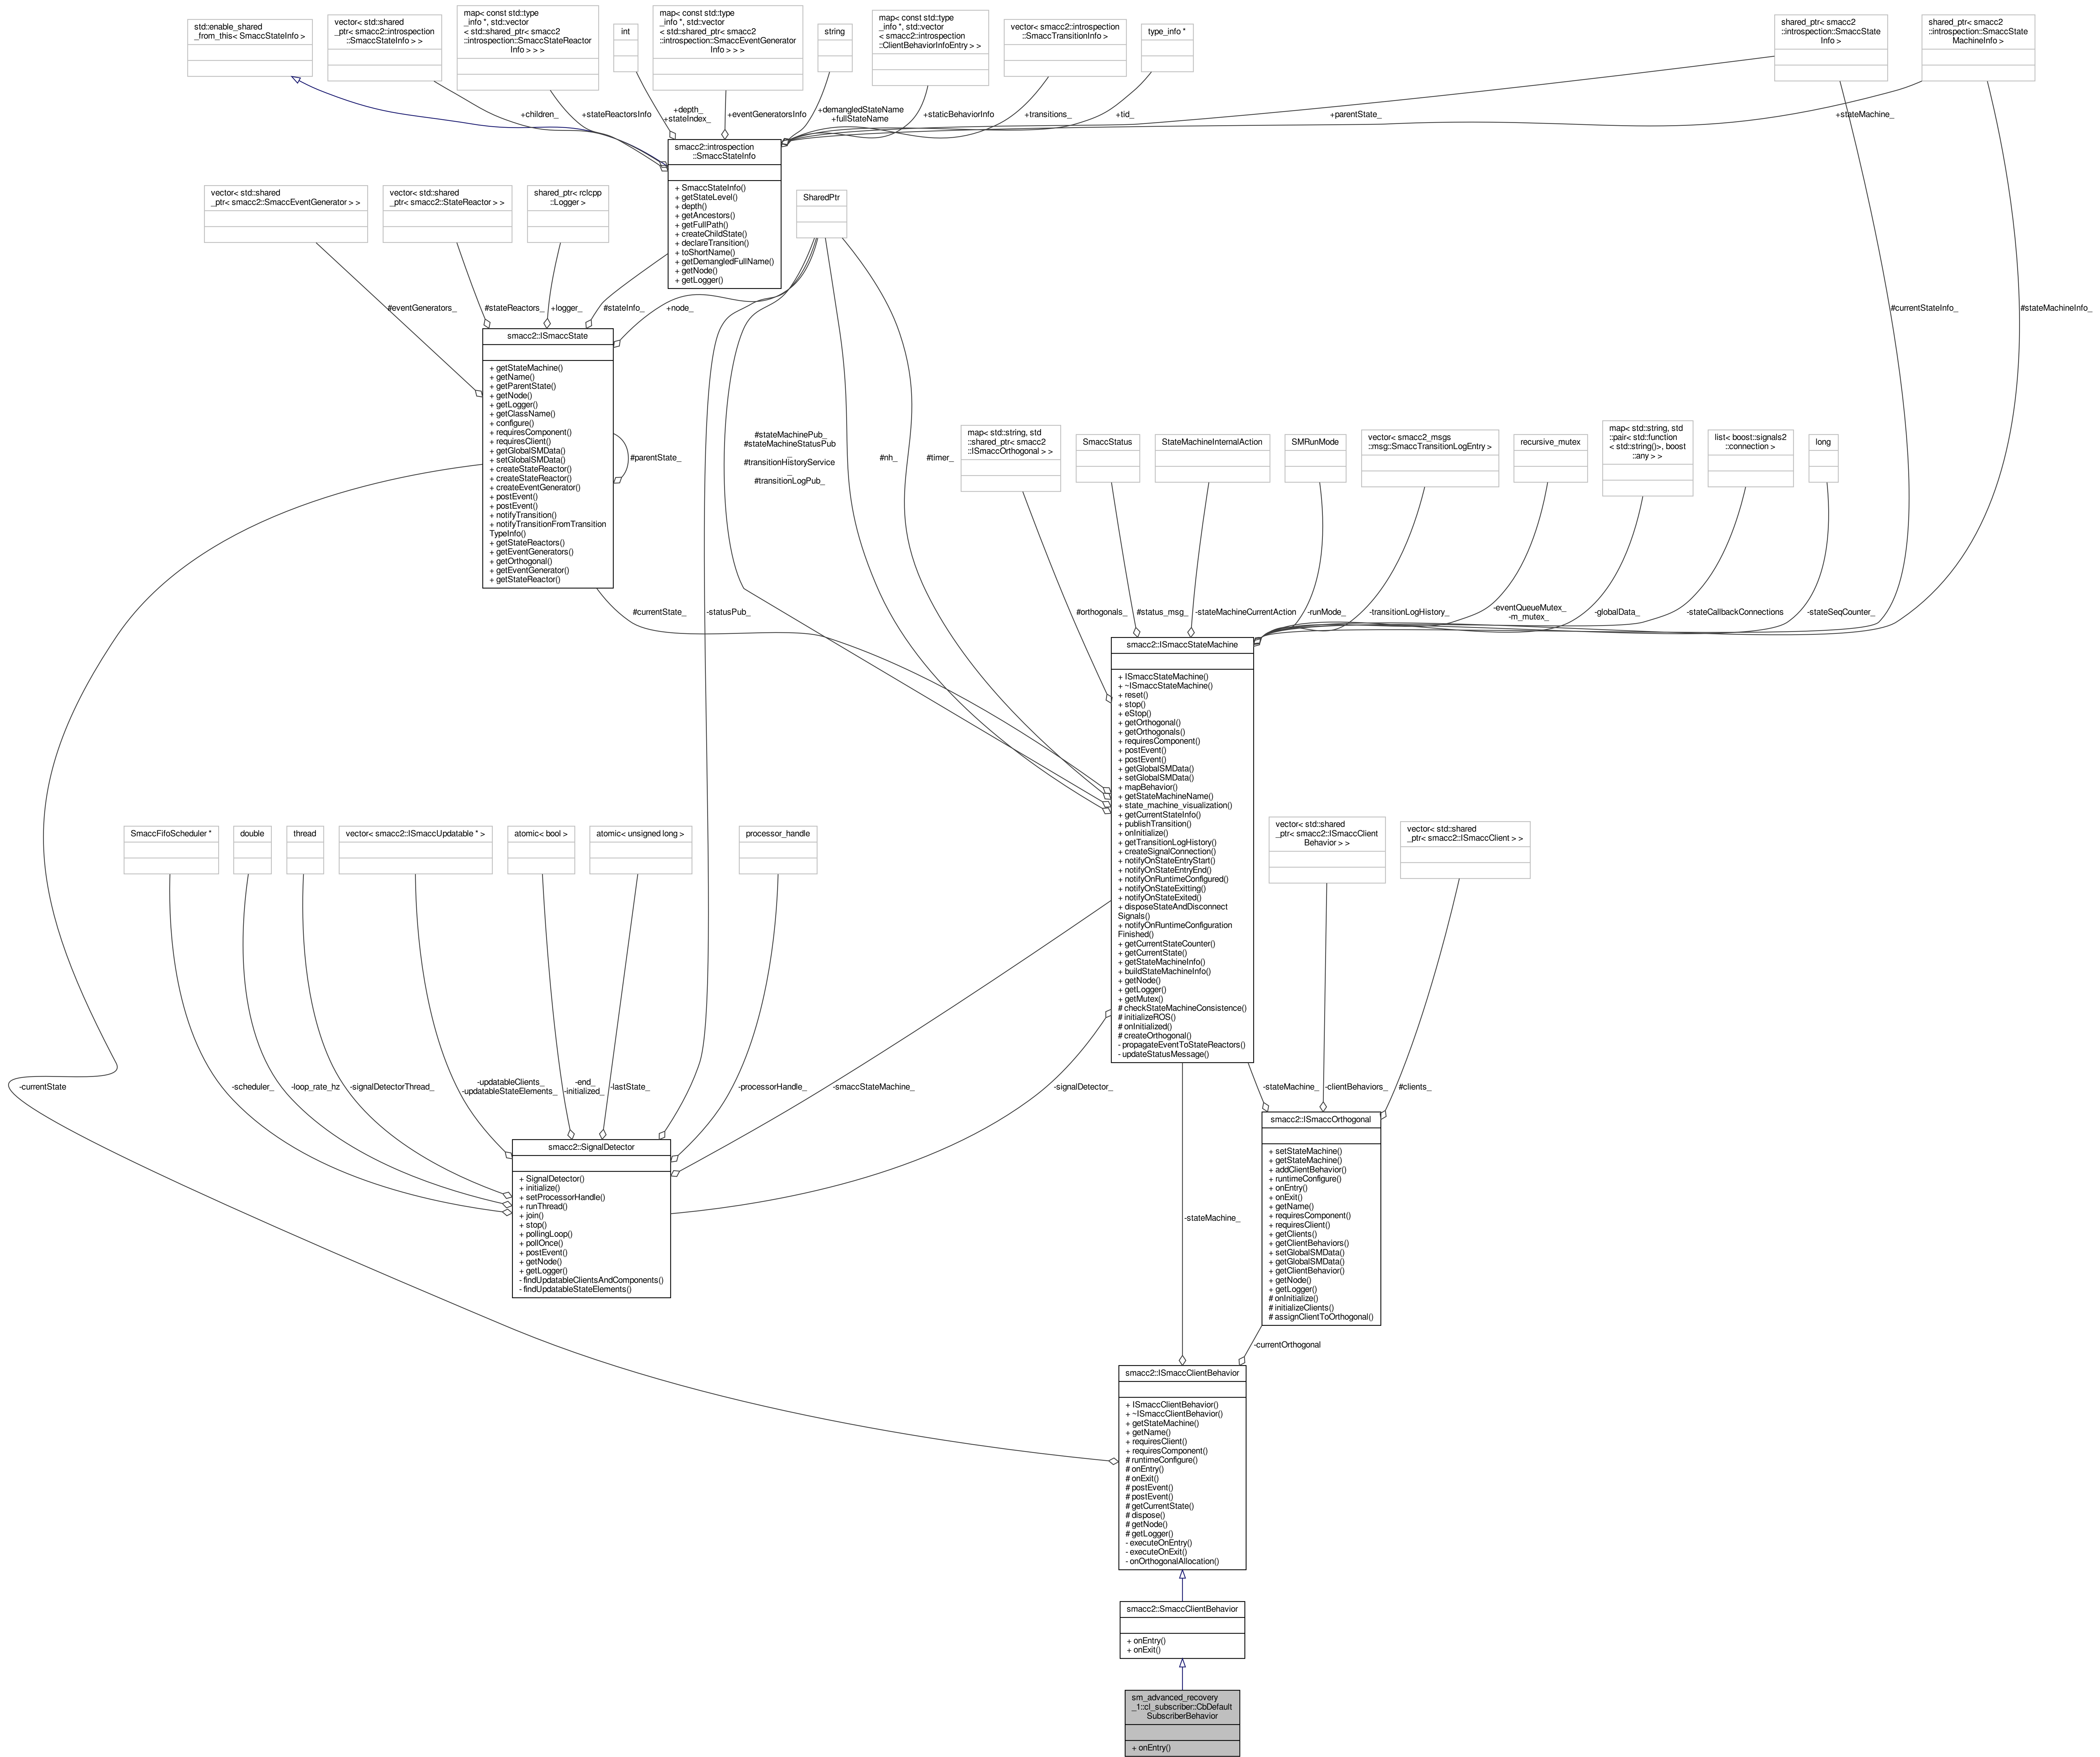 std::enable_shared
_from_this< SmaccStateInfo >
vector< std::shared
_ptr< smacc2::introspection
::SmaccStateInfo > >
map< const std::type
_info *, std::vector
< std::shared_ptr< smacc2
::introspection::SmaccStateReactor
Info > > >
int
map< const std::type
_info *, std::vector
< std::shared_ptr< smacc2
::introspection::SmaccEventGenerator
Info > > >
string
map< const std::type
_info *, std::vector
< smacc2::introspection
::ClientBehaviorInfoEntry > >
vector< smacc2::introspection
::SmaccTransitionInfo >
type_info *
shared_ptr< smacc2
::introspection::SmaccState
Info >
shared_ptr< smacc2
::introspection::SmaccState
MachineInfo >
+children_
+stateReactorsInfo
+depth_
+stateIndex_
+eventGeneratorsInfo
+demangledStateName
+fullStateName
+staticBehaviorInfo
+transitions_
+tid_
+parentState_
+stateMachine_
smacc2::introspection
::SmaccStateInfo
+ SmaccStateInfo()
+ getStateLevel()
+ depth()
+ getAncestors()
+ getFullPath()
+ createChildState()
+ declareTransition()
+ toShortName()
+ getDemangledFullName()
+ getNode()
+ getLogger()
vector< std::shared
_ptr< smacc2::SmaccEventGenerator > >
vector< std::shared
_ptr< smacc2::StateReactor > >
shared_ptr< rclcpp
::Logger >
SharedPtr
#eventGenerators_
#stateReactors_
+logger_
#stateInfo_
+node_
#currentStateInfo_
#stateMachineInfo_
smacc2::ISmaccState
+ getStateMachine()
+ getName()
+ getParentState()
+ getNode()
+ getLogger()
+ getClassName()
+ configure()
+ requiresComponent()
+ requiresClient()
+ getGlobalSMData()
+ setGlobalSMData()
+ createStateReactor()
+ createStateReactor()
+ createEventGenerator()
+ postEvent()
+ postEvent()
+ notifyTransition()
+ notifyTransitionFromTransition
TypeInfo()
+ getStateReactors()
+ getEventGenerators()
+ getOrthogonal()
+ getEventGenerator()
+ getStateReactor()
#parentState_
#stateMachinePub_
#stateMachineStatusPub
_
#transitionHistoryService
_
#transitionLogPub_
#nh_
#timer_
map< std::string, std
::shared_ptr< smacc2
::ISmaccOrthogonal > >
SmaccStatus
StateMachineInternalAction
SMRunMode
vector< smacc2_msgs
::msg::SmaccTransitionLogEntry >
recursive_mutex
map< std::string, std
::pair< std::function
< std::string()>, boost
::any > >
list< boost::signals2
::connection >
long
#currentState_
-statusPub_
#orthogonals_
#status_msg_
-stateMachineCurrentAction
-runMode_
-transitionLogHistory_
-eventQueueMutex_
-m_mutex_
-globalData_
-stateCallbackConnections
-stateSeqCounter_
smacc2::ISmaccStateMachine
+ ISmaccStateMachine()
+ ~ISmaccStateMachine()
+ reset()
+ stop()
+ eStop()
+ getOrthogonal()
+ getOrthogonals()
+ requiresComponent()
+ postEvent()
+ postEvent()
+ getGlobalSMData()
+ setGlobalSMData()
+ mapBehavior()
+ getStateMachineName()
+ state_machine_visualization()
+ getCurrentStateInfo()
+ publishTransition()
+ onInitialize()
+ getTransitionLogHistory()
+ createSignalConnection()
+ notifyOnStateEntryStart()
+ notifyOnStateEntryEnd()
+ notifyOnRuntimeConfigured()
+ notifyOnStateExitting()
+ notifyOnStateExited()
+ disposeStateAndDisconnect
Signals()
+ notifyOnRuntimeConfiguration
Finished()
+ getCurrentStateCounter()
+ getCurrentState()
+ getStateMachineInfo()
+ buildStateMachineInfo()
+ getNode()
+ getLogger()
+ getMutex()
# checkStateMachineConsistence()
# initializeROS()
# onInitialized()
# createOrthogonal()
- propagateEventToStateReactors()
- updateStatusMessage()
SmaccFifoScheduler *
double
thread
vector< smacc2::ISmaccUpdatable * >
atomic< bool >
atomic< unsigned long >
processor_handle
vector< std::shared
_ptr< smacc2::ISmaccClient
Behavior > >
vector< std::shared
_ptr< smacc2::ISmaccClient > >
-currentState
-scheduler_
-loop_rate_hz
-signalDetectorThread_
-updatableClients_
-updatableStateElements_
-end_
-initialized_
-lastState_
-processorHandle_
-smaccStateMachine_
-signalDetector_
-stateMachine_
-clientBehaviors_
#clients_
smacc2::SignalDetector
+ SignalDetector()
+ initialize()
+ setProcessorHandle()
+ runThread()
+ join()
+ stop()
+ pollingLoop()
+ pollOnce()
+ postEvent()
+ getNode()
+ getLogger()
- findUpdatableClientsAndComponents()
- findUpdatableStateElements()
smacc2::ISmaccOrthogonal
+ setStateMachine()
+ getStateMachine()
+ addClientBehavior()
+ runtimeConfigure()
+ onEntry()
+ onExit()
+ getName()
+ requiresComponent()
+ requiresClient()
+ getClients()
+ getClientBehaviors()
+ setGlobalSMData()
+ getGlobalSMData()
+ getClientBehavior()
+ getNode()
+ getLogger()
# onInitialize()
# initializeClients()
# assignClientToOrthogonal()
-stateMachine_
-currentOrthogonal
smacc2::ISmaccClientBehavior
+ ISmaccClientBehavior()
+ ~ISmaccClientBehavior()
+ getStateMachine()
+ getName()
+ requiresClient()
+ requiresComponent()
# runtimeConfigure()
# onEntry()
# onExit()
# postEvent()
# postEvent()
# getCurrentState()
# dispose()
# getNode()
# getLogger()
- executeOnEntry()
- executeOnExit()
- onOrthogonalAllocation()
smacc2::SmaccClientBehavior
+ onEntry()
+ onExit()
sm_advanced_recovery
_1::cl_subscriber::CbDefault
SubscriberBehavior
+ onEntry()